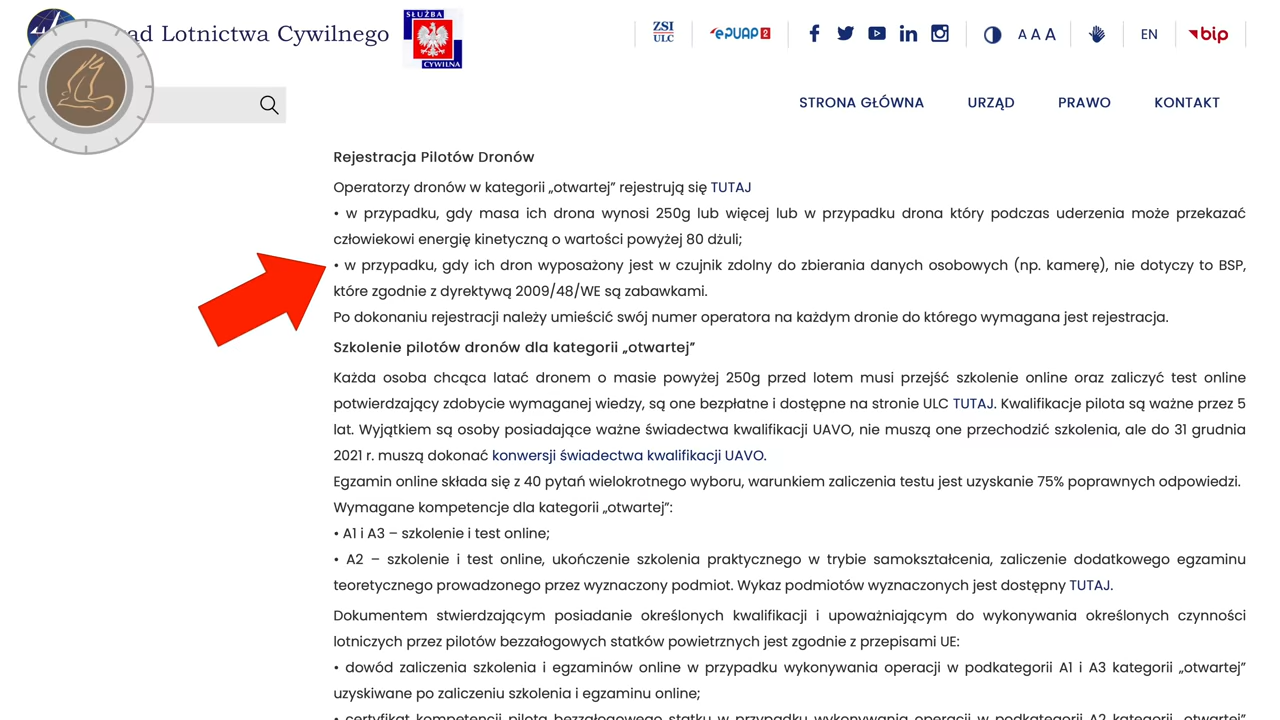 ad Lotnictwa Cywilnego
SŁUŻBA
CYWILNA
ZSI
ULC
ePUAP2
A A A
EN
bip
STRONA GŁÓWNA URZĄD PRAWO KONTAKT
Rejestracja Pilotów Dronów
Operatorzy dronów w kategorii „otwartej” rejestrują się TUTAJ
• w przypadku, gdy masa ich drona wynosi 250g lub więcej lub w przypadku drona który podczas uderzenia może przekazać
człowiekowi energię kinetyczną o wartości powyżej 80 dżuli;
• w przypadku, gdy ich dron wyposażony jest w czujnik zdolny do zbierania danych osobowych (np. kamerę), nie dotyczy to BSP,
które zgodnie z dyrektywą 2009/48/WE są zabawkami.
Po dokonaniu rejestracji należy umieścić swój numer operatora na każdym dronie do którego wymagana jest rejestracja.
Szkolenie pilotów dronów dla kategorii „otwartej”
Każda osoba chcąca latać dronem o masie powyżej 250g przed lotem musi przejść szkolenie online oraz zaliczyć test online
potwierdzający zdobycie wymaganej wiedzy, są one bezpłatne i dostępne na stronie ULC TUTAJ. Kwalifikacje pilota są ważne przez 5
lat. Wyjątkiem są osoby posiadające ważne świadectwa kwalifikacji UAVO, nie muszą one przechodzić szkolenia, ale do 31 grudnia
2021 r. muszą dokonać konwersji świadectwa kwalifikacji UAVO.
Egzamin online składa się z 40 pytań wielokrotnego wyboru, warunkiem zaliczenia testu jest uzyskanie 75% poprawnych odpowiedzi.
Wymagane kompetencje dla kategorii „otwartej”:
• A1 i A3 – szkolenie i test online;
• A2 – szkolenie i test online, ukończenie szkolenia praktycznego w trybie samokształcenia, zaliczenie dodatkowego egzaminu
teoretycznego prowadzonego przez wyznaczony podmiot. Wykaz podmiotów wyznaczonych jest dostępny TUTAJ.
Dokumentem stwierdzającym posiadanie określonych kwalifikacji i upoważniającym do wykonywania określonych czynności
lotniczych przez pilotów bezzałogowych statków powietrznych jest zgodnie z przepisami UE:
• dowód zaliczenia szkolenia i egzaminów online w przypadku wykonywania operacji w podkategorii A1 i A3 kategorii „otwartej”
uzyskiwane po zaliczeniu szkolenia i egzaminu online;
• certyfikat kompetencji pilota bezzałogowego statku w przypadku wykonywania operacji w podkategorii A2 kategorii „otwartej”